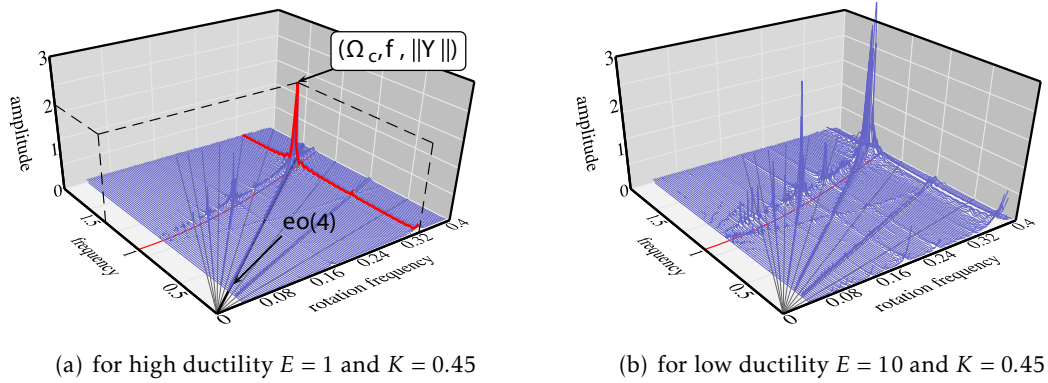 (Ω c, f , ||Y ||)
3
2
1
0
amplitude
1.5
1
0.5
frequency
eo(4)
0
0.08
0.16
0.24
0.32
0.4
rotation frequency
(a) for high ductility E = 1 and K = 0.45
3
2
1
0
amplitude
1.5
1
0.5
frequency
0
0.08
0.16
0.24
0.32
0.4
rotation frequency
(b) for low ductility E = 10 and K = 0.45